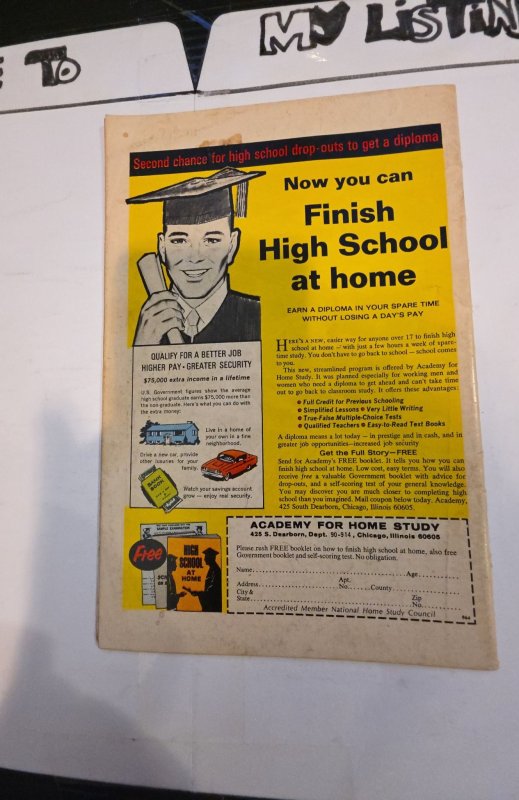 E TO
MY LISTIN
Second chance for high school drop-outs to get a diploma
Now you can
Finish
High School
at home
EARN A DIPLOMA IN YOUR SPARE TIME
WITHOUT LOSING A DAY'S PAY
HERE'S A NEW, easier way for anyone over 17 to finish high
school at home — with just a few hours a week of spare-
time study. You don't have to go back to school — school comes
to you.
This new, streamlined program is offered by Academy for
Home Study. It was planned especially for working men and
women who need a diploma to get ahead and can't take time
out to go back to classroom study. It offers these advantages:
• Full Credit for Previous Schooling
• Simplified Lessons • Very Little Writing
• True-False Multiple-Choice Tests
• Qualified Teachers • Easy-to-Read Text Books
A diploma means a lot today — in prestige and in cash, and in
greater job opportunities—increased job security
Get the Full Story—FREE
Send for Academy's FREE booklet. It tells you how you can
finish high school at home. Low cost, easy terms. You will also
receive free a valuable Government booklet with advice for
drop-outs, and a self-scoring test of your general knowledge.
You may discover you are much closer to completing high
school than you imagined. Mail coupon below today. Academy,
425 South Dearborn, Chicago, Illinois 60605.
QUALIFY FOR A BETTER JOB
HIGHER PAY • GREATER SECURITY
$75,000 extra income in a lifetime
U.S. Government figures show the average
high school graduate earns $75,000 more than
the non-graduate. Here's what you can do with
the extra money:
Live in a home of
your own in a fine
neighborhood.
Drive a new car, provide
other luxuries for your
family.
BANK
BOOK
Watch your savings account
grow — enjoy real security.
Free
SAMPLE EXAMINATION
HIGH
SCHOOL
AT
HOME
ACADEMY FOR HOME STUDY
425 S. Dearborn, Dept. 90-914, Chicago, Illinois 60605
Please rush FREE booklet on how to finish high school at home, also free
Government booklet and self-scoring test. No obligation.
Name Age
Address Apt. No. County
City &
State Zip No.
Accredited Member National Home Study Council